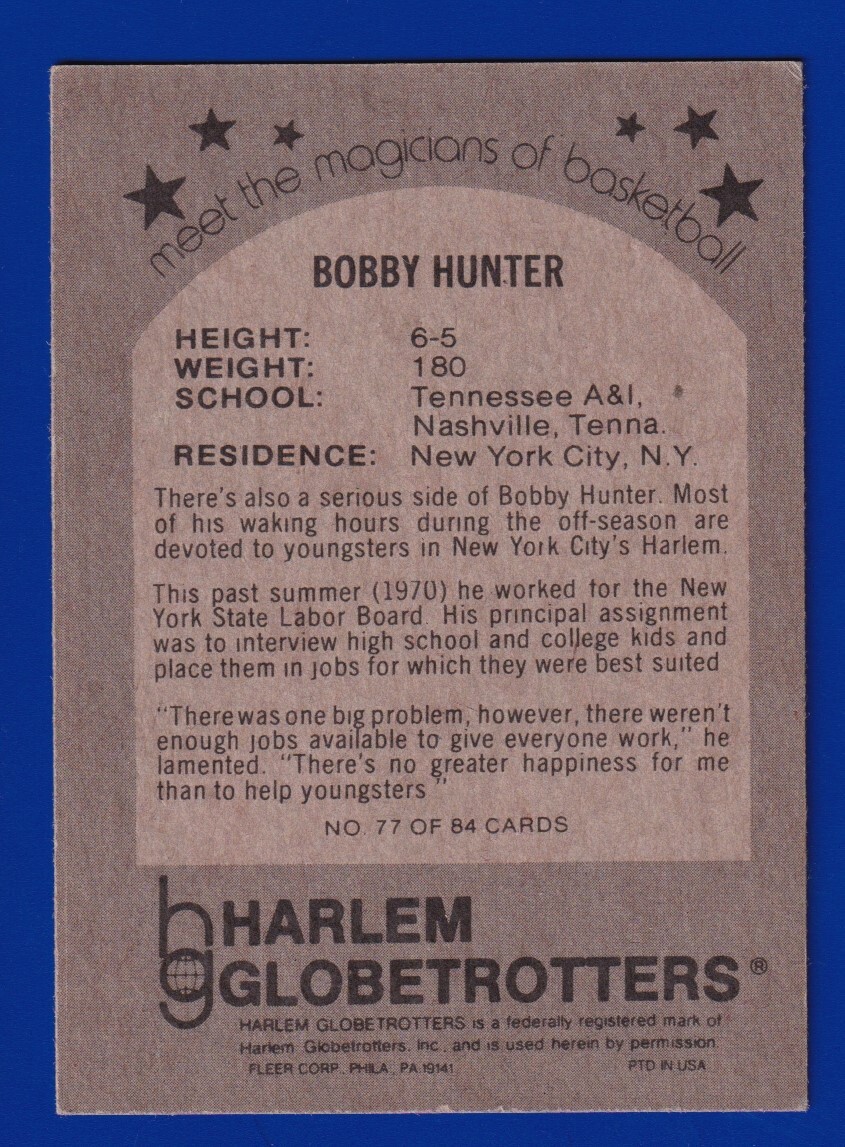 meet the magicians of basketball
BOBBY HUNTER
HEIGHT: 6-5
WEIGHT: 180
SCHOOL: Tennessee A&I,
Nashville, Tenna.
RESIDENCE: New York City, N.Y.
There's also a serious side of Bobby Hunter. Most
of his waking hours during the off-season are
devoted to youngsters in New York City's Harlem.
This past summer (1970) he worked for the New
York State Labor Board. His principal assignment
was to interview high school and college kids and
place them in jobs for which they were best suited
"There was one big problem, however, there weren't
enough jobs available to give everyone work," he
lamented. "There's no greater happiness for me
than to help youngsters"
NO. 77 OF 84 CARDS
hg HARLEM
GLOBETROTTERS®
HARLEM GLOBETROTTERS is a federally registered mark of
Harlem Globetrotters, Inc., and is used herein by permission.
FLEER CORP., PHILA., PA. 19141 PTD IN USA